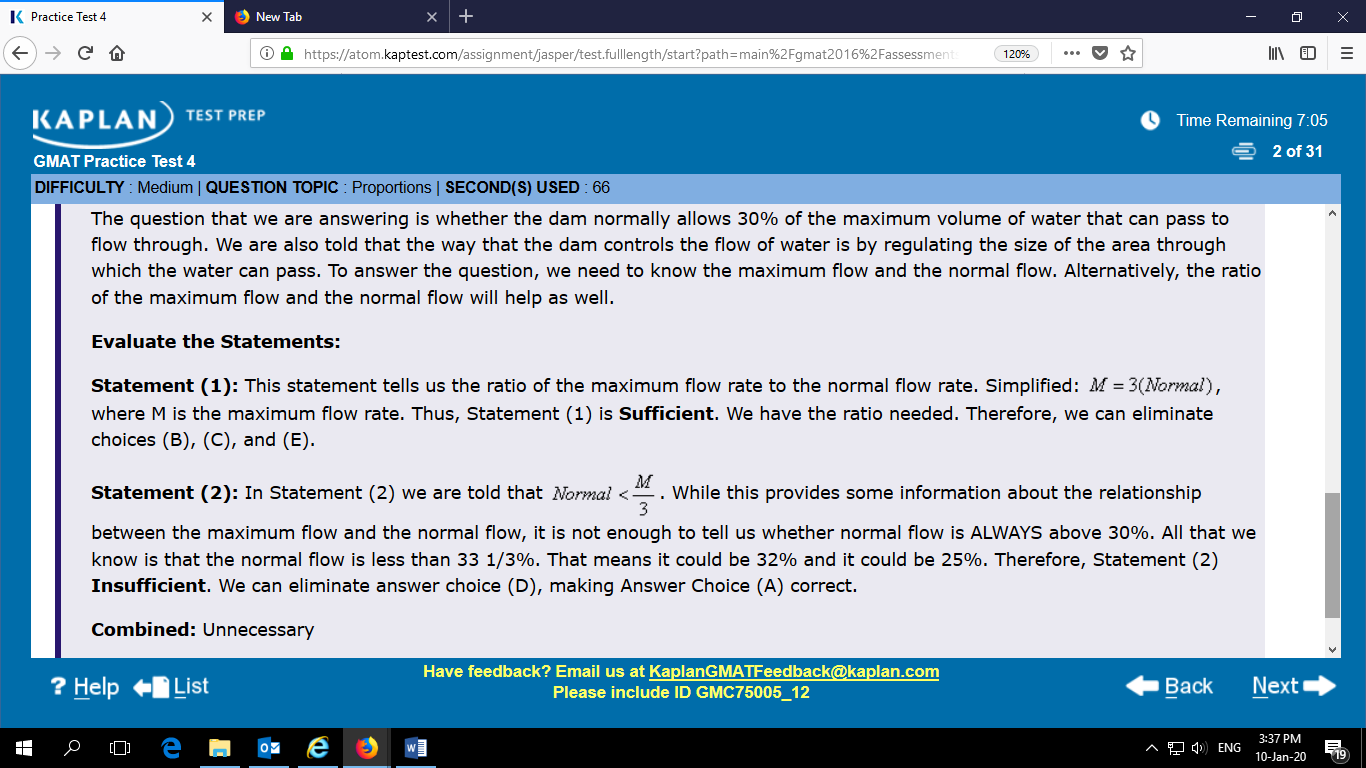 Practice Test 4
New Tab
https://atom.kaptest.com/assignment/jasper/test.fulllength/start?path=main%2Fgmat2016%2Fassessment
120%
KAPLAN TEST PREP
Time Remaining 7:05
GMAT Practice Test 4
2 of 31
DIFFICULTY : Medium | QUESTION TOPIC : Proportions | SECOND(S) USED : 66
The question that we are answering is whether the dam normally allows 30% of the maximum volume of water that can pass to
flow through. We are also told that the way that the dam controls the flow of water is by regulating the size of the area through
which the water can pass. To answer the question, we need to know the maximum flow and the normal flow. Alternatively, the ratio
of the maximum flow and the normal flow will help as well.
Evaluate the Statements:
Statement (1): This statement tells us the ratio of the maximum flow rate to the normal flow rate. Simplified: M = 3(Normal),
where M is the maximum flow rate. Thus, Statement (1) is Sufficient. We have the ratio needed. Therefore, we can eliminate
choices (B), (C), and (E).
Statement (2): In Statement (2) we are told that Normal < M/3. While this provides some information about the relationship
between the maximum flow and the normal flow, it is not enough to tell us whether normal flow is ALWAYS above 30%. All that we
know is that the normal flow is less than 33 1/3%. That means it could be 32% and it could be 25%. Therefore, Statement (2)
Insufficient. We can eliminate answer choice (D), making Answer Choice (A) correct.
Combined: Unnecessary
Have feedback? Email us at KaplanGMATFeedback@kaplan.com
Please include ID GMC75005_12
? Help
List
Back
Next
ENG
3:37 PM
10-Jan-20
19